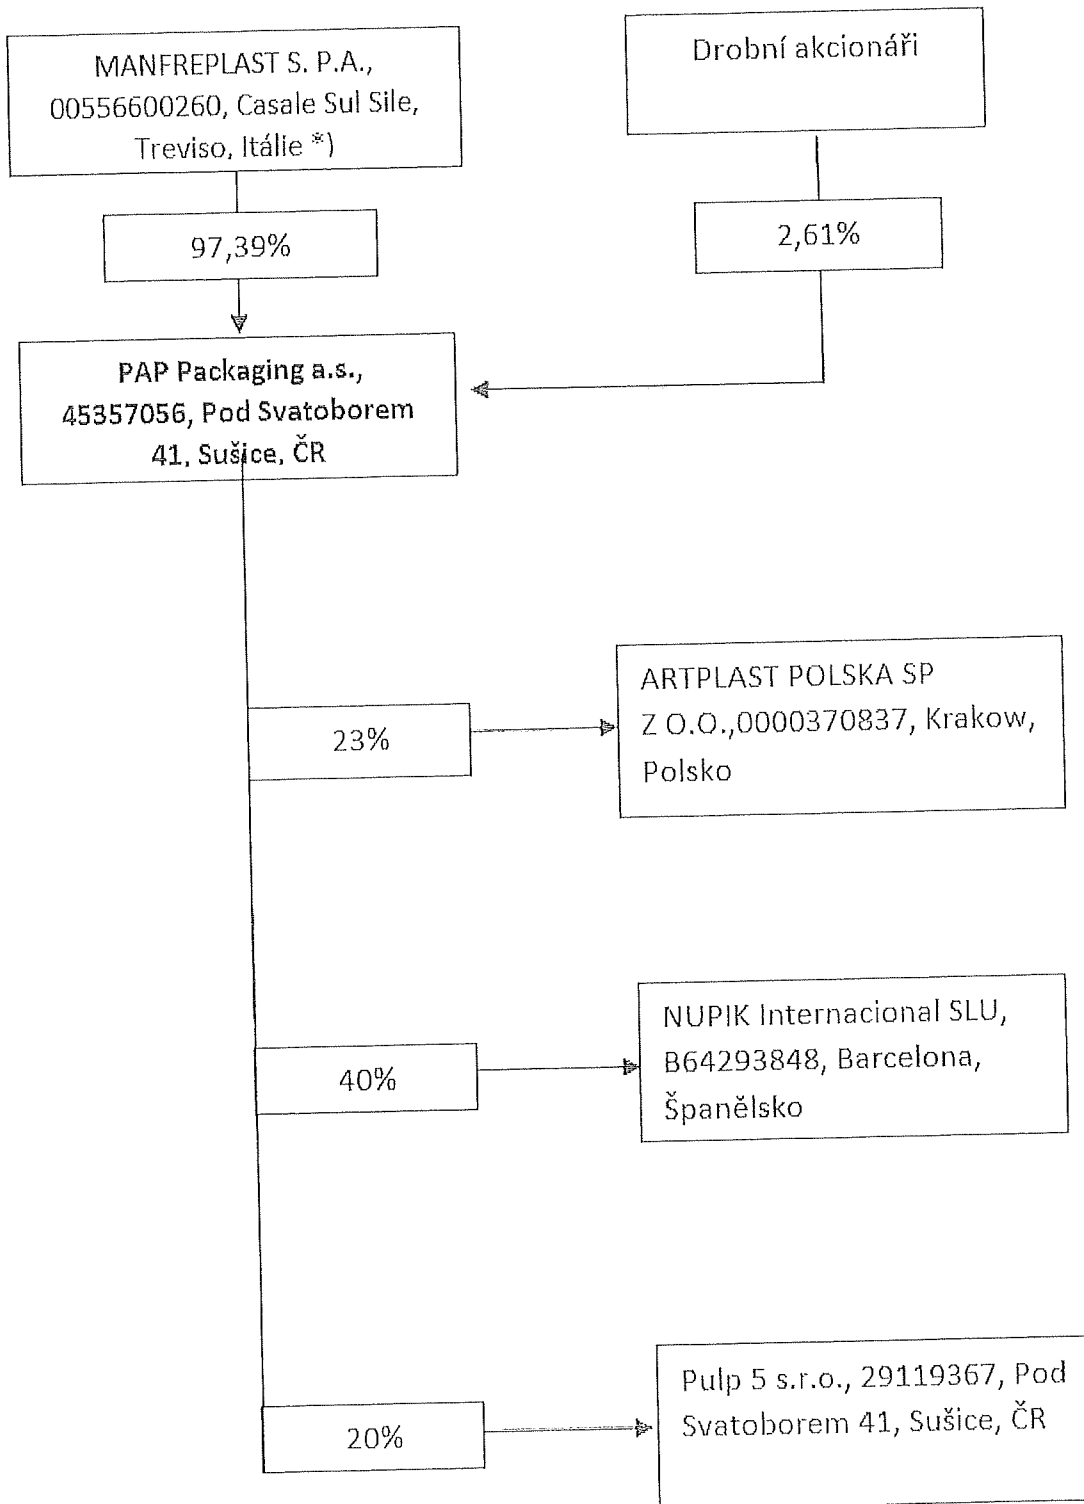 MANFREPLAST S. P.A.,
00556600260, Casale Sul Sile,
Treviso, Itálie *)
Drobní akcionáři
97,39%
2,61%
PAP Packaging a.s.,
45357056, Pod Svatoborem
41, Sušice, ČR
ARTPLAST POLSKA SP
Z O.O.,0000370837, Krakow,
Polsko
23%
NUPIK Internacional SLU,
B64293848, Barcelona,
Španělsko
40%
Pulp 5 s.r.o., 29119367, Pod
Svatoborem 41, Sušice, ČR
20%